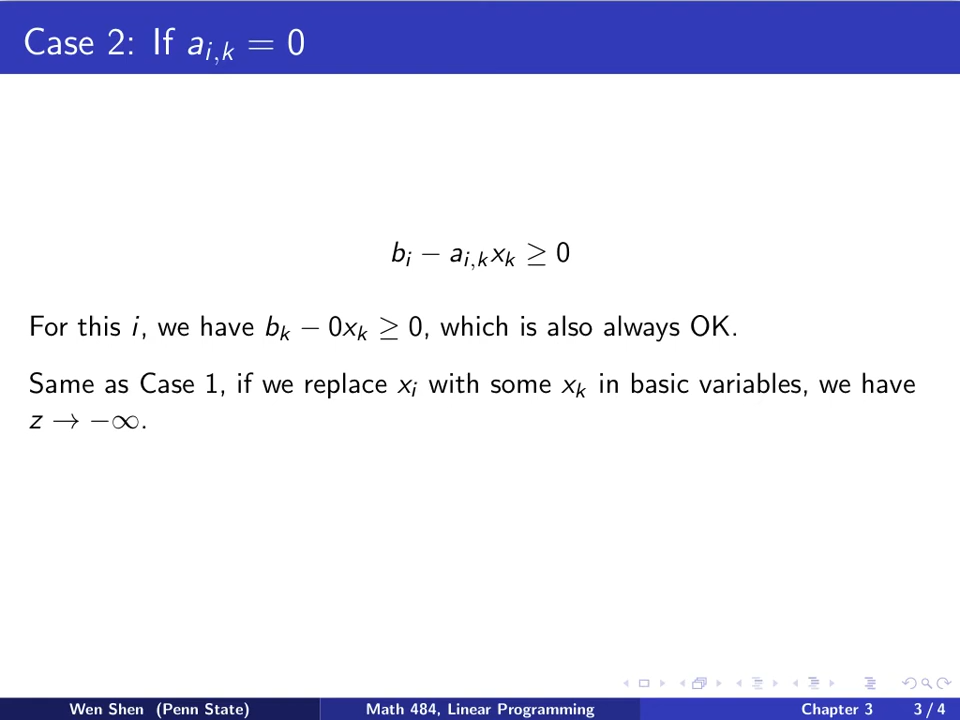 Case 2: If a_{i,k} = 0
b_i − a_{i,k}x_k ≥ 0
For this i, we have b_k − 0x_k ≥ 0, which is also always OK.
Same as Case 1, if we replace x_i with some x_k in basic variables, we have
z → −∞.
Wen Shen (Penn State)
Math 484, Linear Programming
Chapter 3
3 / 4